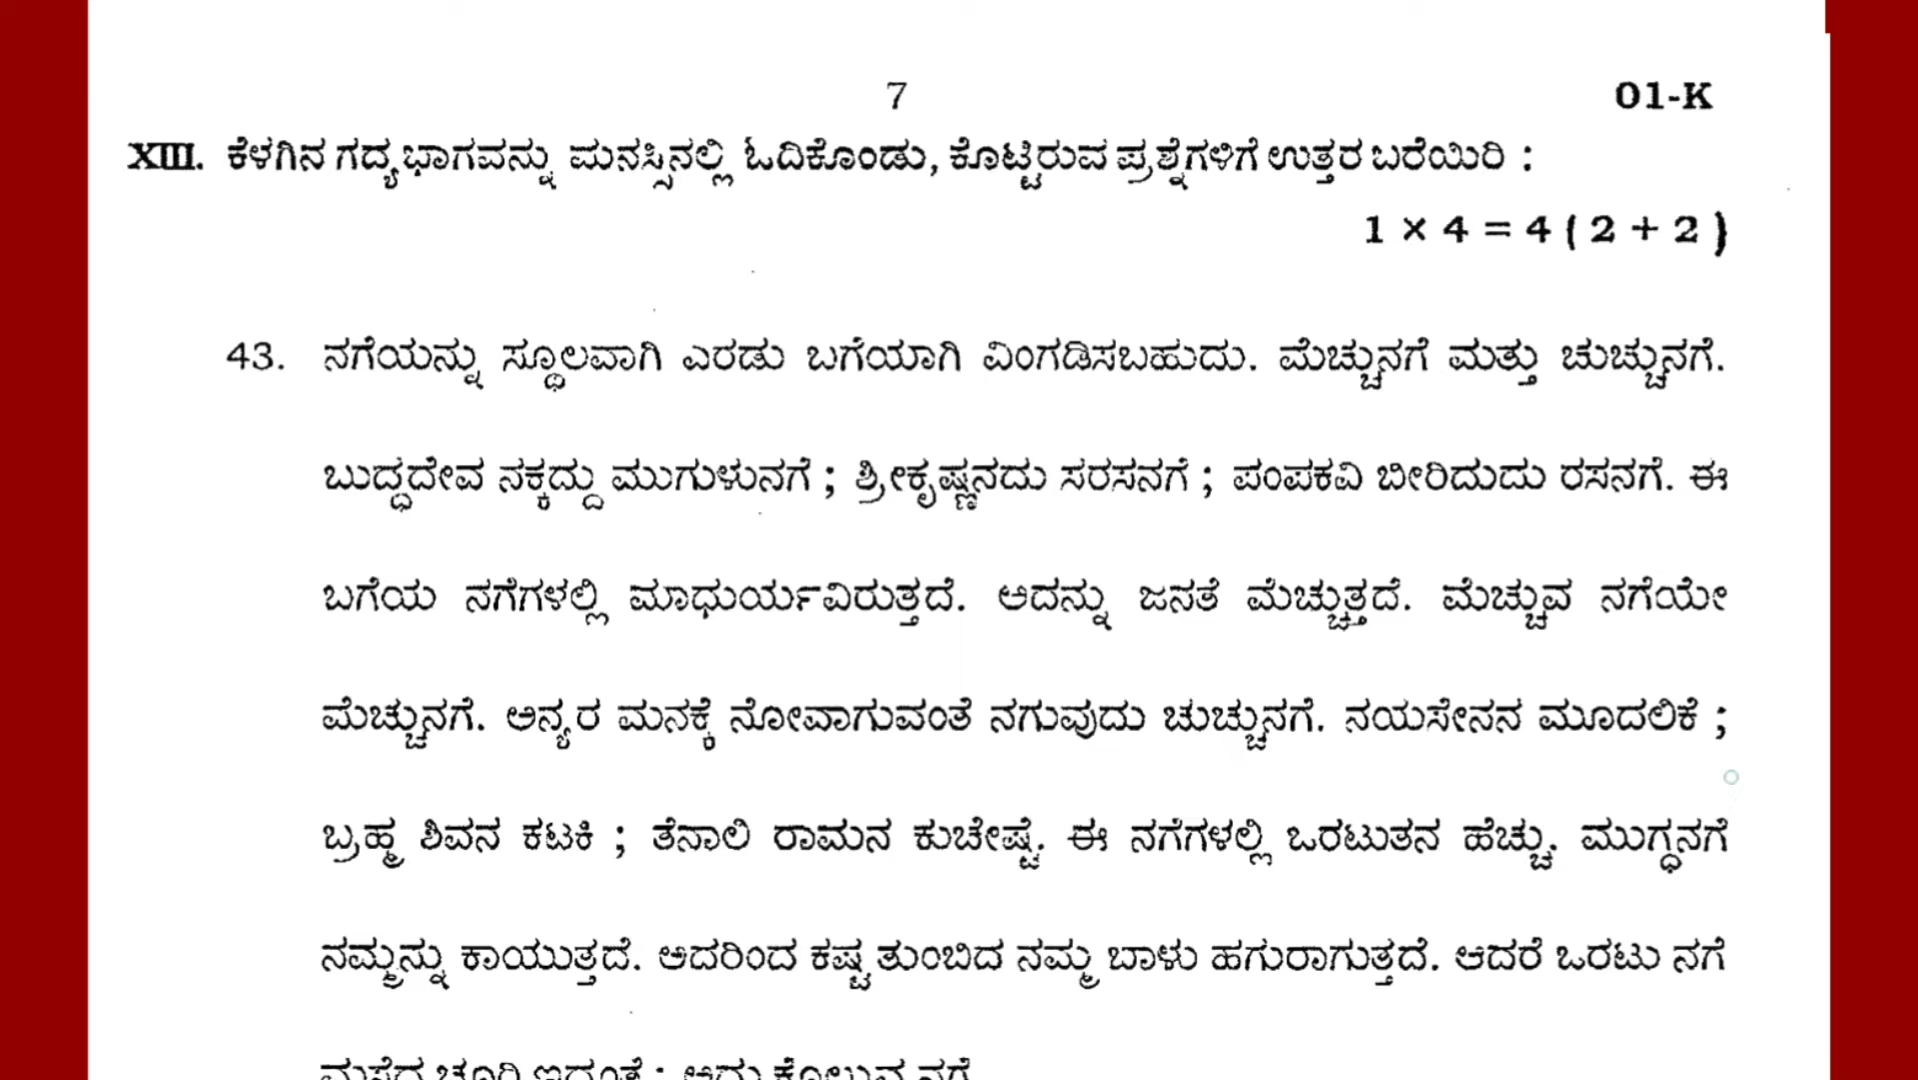 7 01-K
XIII. ಕೆಳಗಿನ ಗದ್ಯಭಾಗವನ್ನು ಮನಸ್ಸಿನಲ್ಲಿ ಓದಿಕೊಂಡು, ಕೊಟ್ಟಿರುವ ಪ್ರಶ್ನೆಗಳಿಗೆ ಉತ್ತರ ಬರೆಯಿರಿ :
1 × 4 = 4 ( 2 + 2 )
43. ನಗೆಯನ್ನು ಸ್ಥೂಲವಾಗಿ ಎರಡು ಬಗೆಯಾಗಿ ವಿಂಗಡಿಸಬಹುದು. ಮೆಚ್ಚುನಗೆ ಮತ್ತು ಚುಚ್ಚುನಗೆ.
ಬುದ್ಧದೇವ ನಕ್ಕದ್ದು ಮುಗುಳುನಗೆ ; ಶ್ರೀಕೃಷ್ಣನದು ಸರಸನಗೆ ; ಪಂಪಕವಿ ಬೀರಿದುದು ರಸನಗೆ. ಈ
ಬಗೆಯ ನಗೆಗಳಲ್ಲಿ ಮಾಧುರ್ಯವಿರುತ್ತದೆ. ಅದನ್ನು ಜನತೆ ಮೆಚ್ಚುತ್ತದೆ. ಮೆಚ್ಚುವ ನಗೆಯೇ
ಮೆಚ್ಚುನಗೆ. ಅನ್ಯರ ಮನಕ್ಕೆ ನೋವಾಗುವಂತೆ ನಗುವುದು ಚುಚ್ಚುನಗೆ. ನಯಸೇನನ ಮೂದಲಿಕೆ ;
ಬ್ರಹ್ಮ ಶಿವನ ಕಟಕಿ ; ತೆನಾಲಿ ರಾಮನ ಕುಚೇಷ್ಟೆ. ಈ ನಗೆಗಳಲ್ಲಿ ಒರಟುತನ ಹೆಚ್ಚು. ಮುಗ್ಧನಗೆ
ನಮ್ಮನ್ನು ಕಾಯುತ್ತದೆ. ಅದರಿಂದ ಕಷ್ಟ ತುಂಬಿದ ನಮ್ಮ ಬಾಳು ಹಗುರಾಗುತ್ತದೆ. ಆದರೆ ಒರಟು ನಗೆ
ಮಸೆದ ಚೂರಿ ಇದ್ದಂತೆ ; ಅದು ಕೊಲ್ಲುವ ನಗೆ